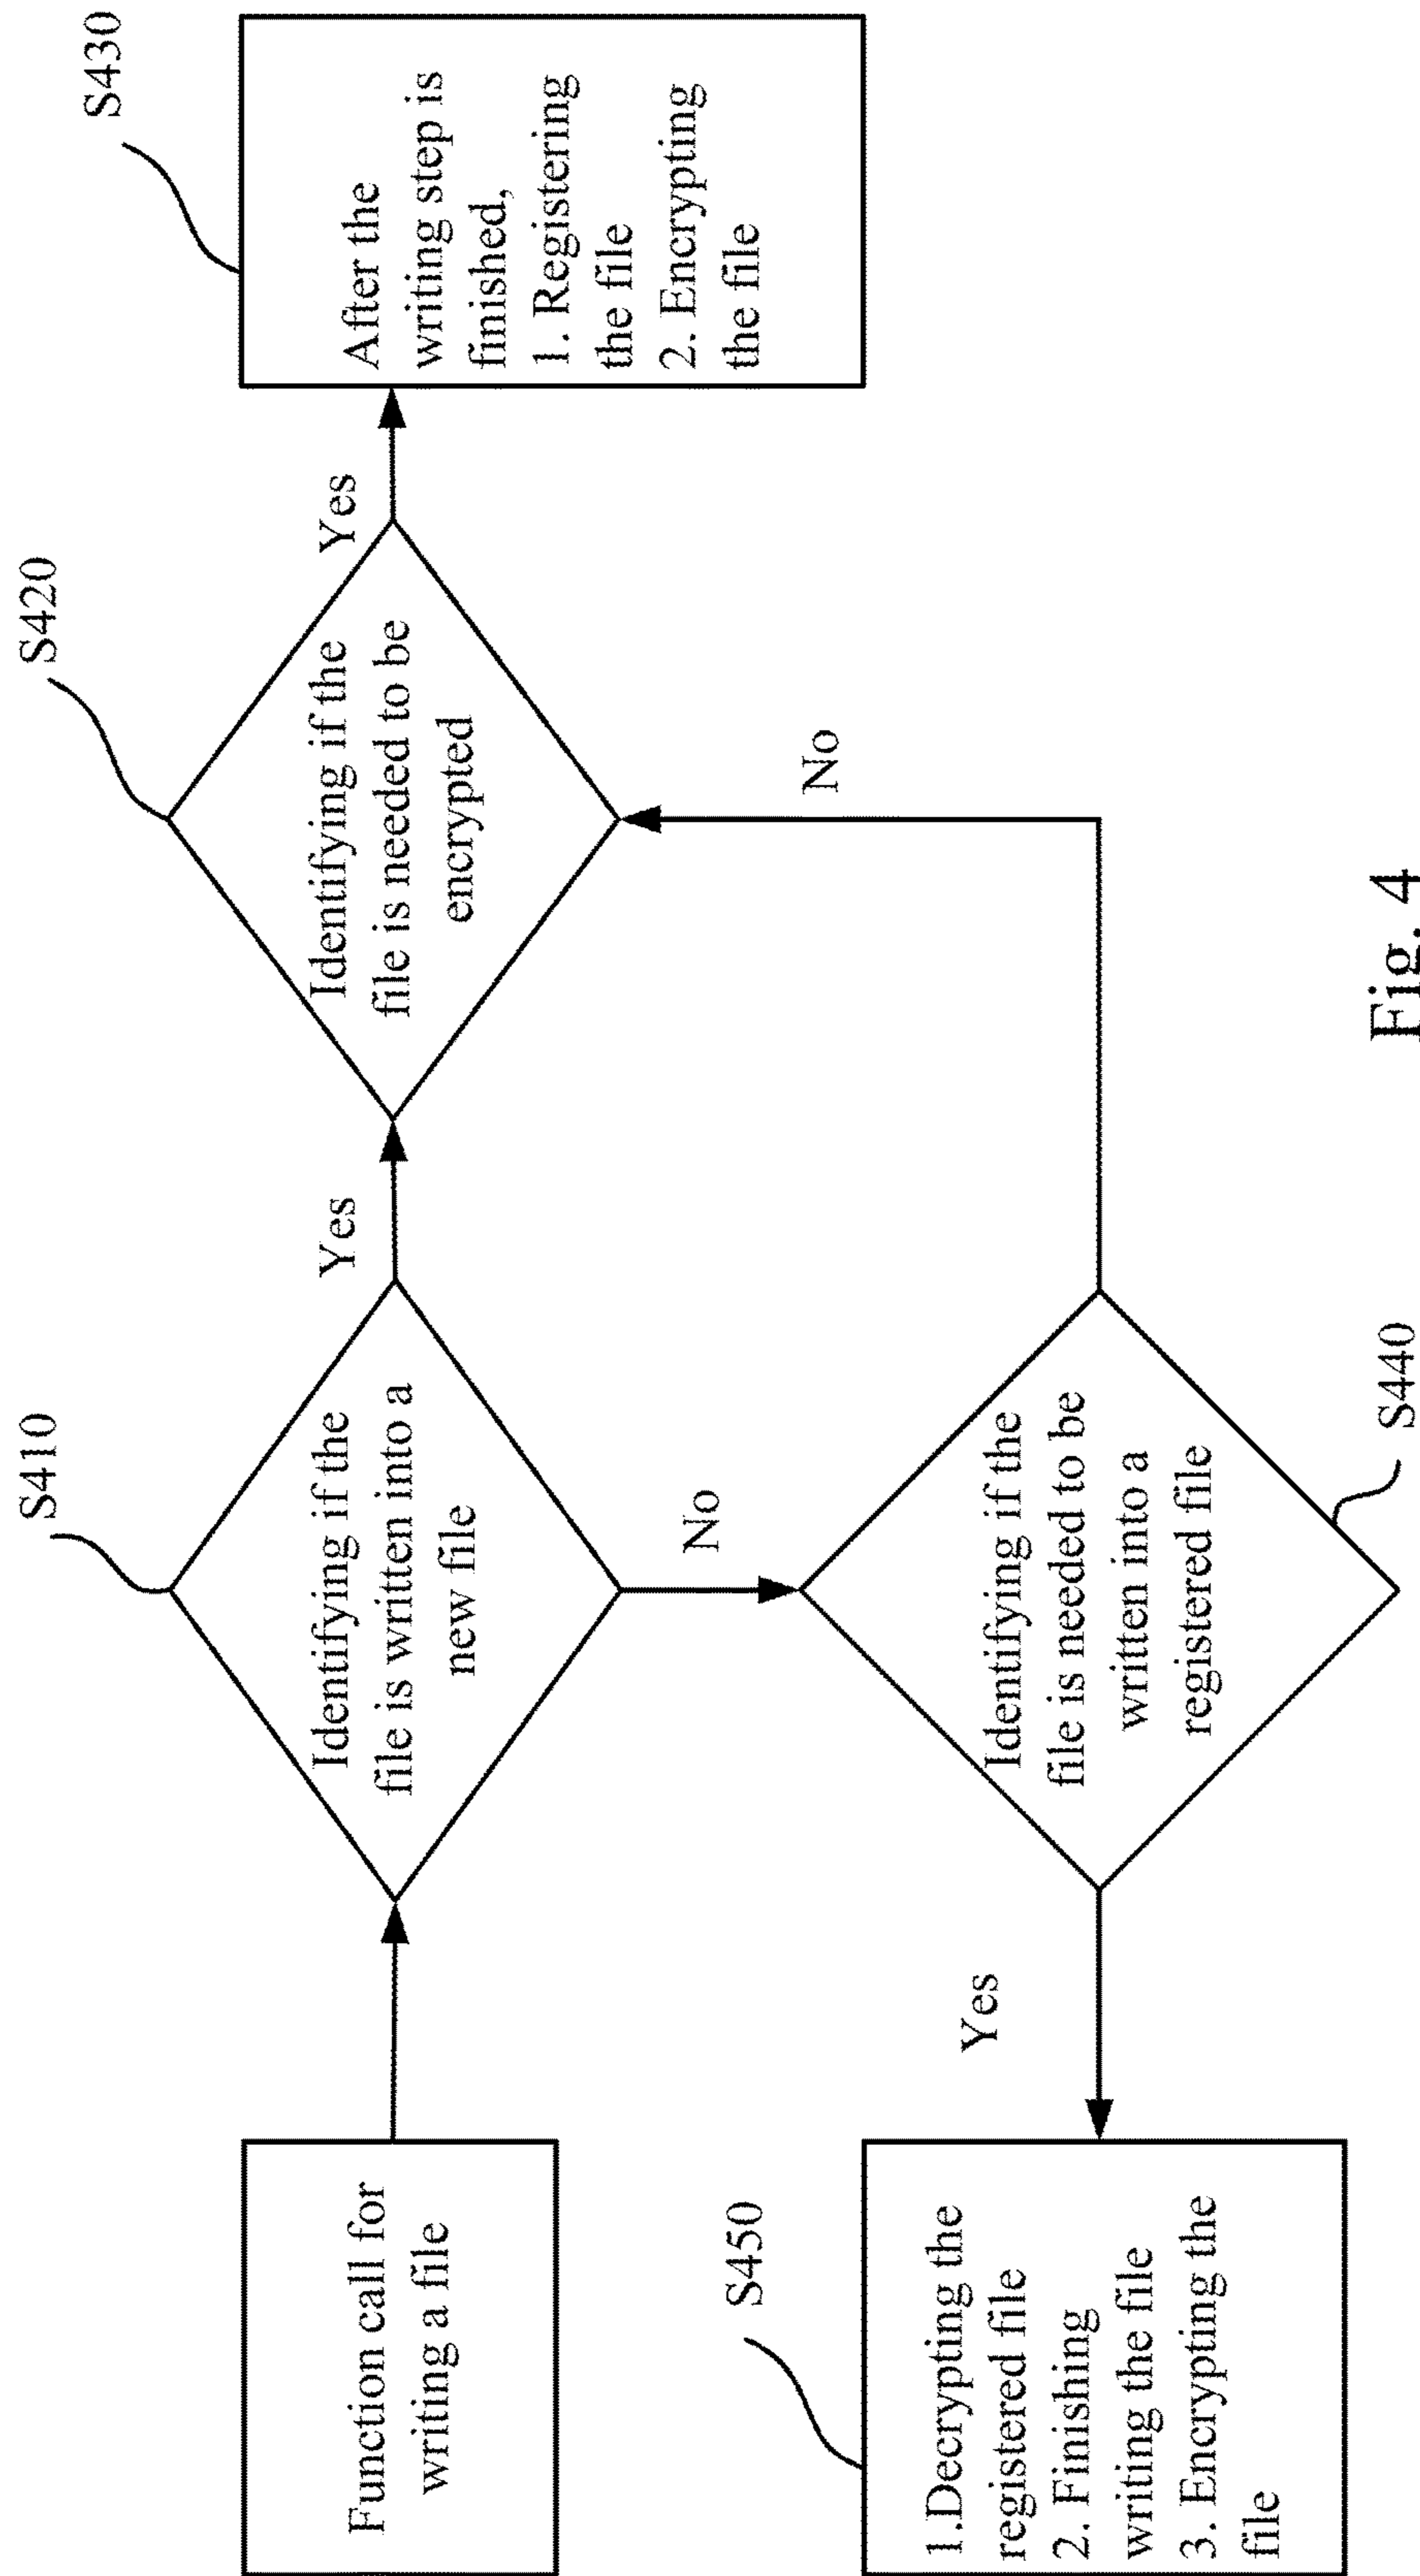 Function call for
writing a file
S410
Identifying if the
file is written into a
new file
Yes
S420
Identifying if the
file is needed to be
encrypted
Yes
S430
After the
writing step is
finished,
1. Registering
the file
2. Encrypting
the file
No
No
S450
1.Decrypting the
registered file
2. Finishing
writing the file
3. Encrypting the
file
Yes
Identifying if the
file is needed to be
written into a
registered file
S440
Fig. 4